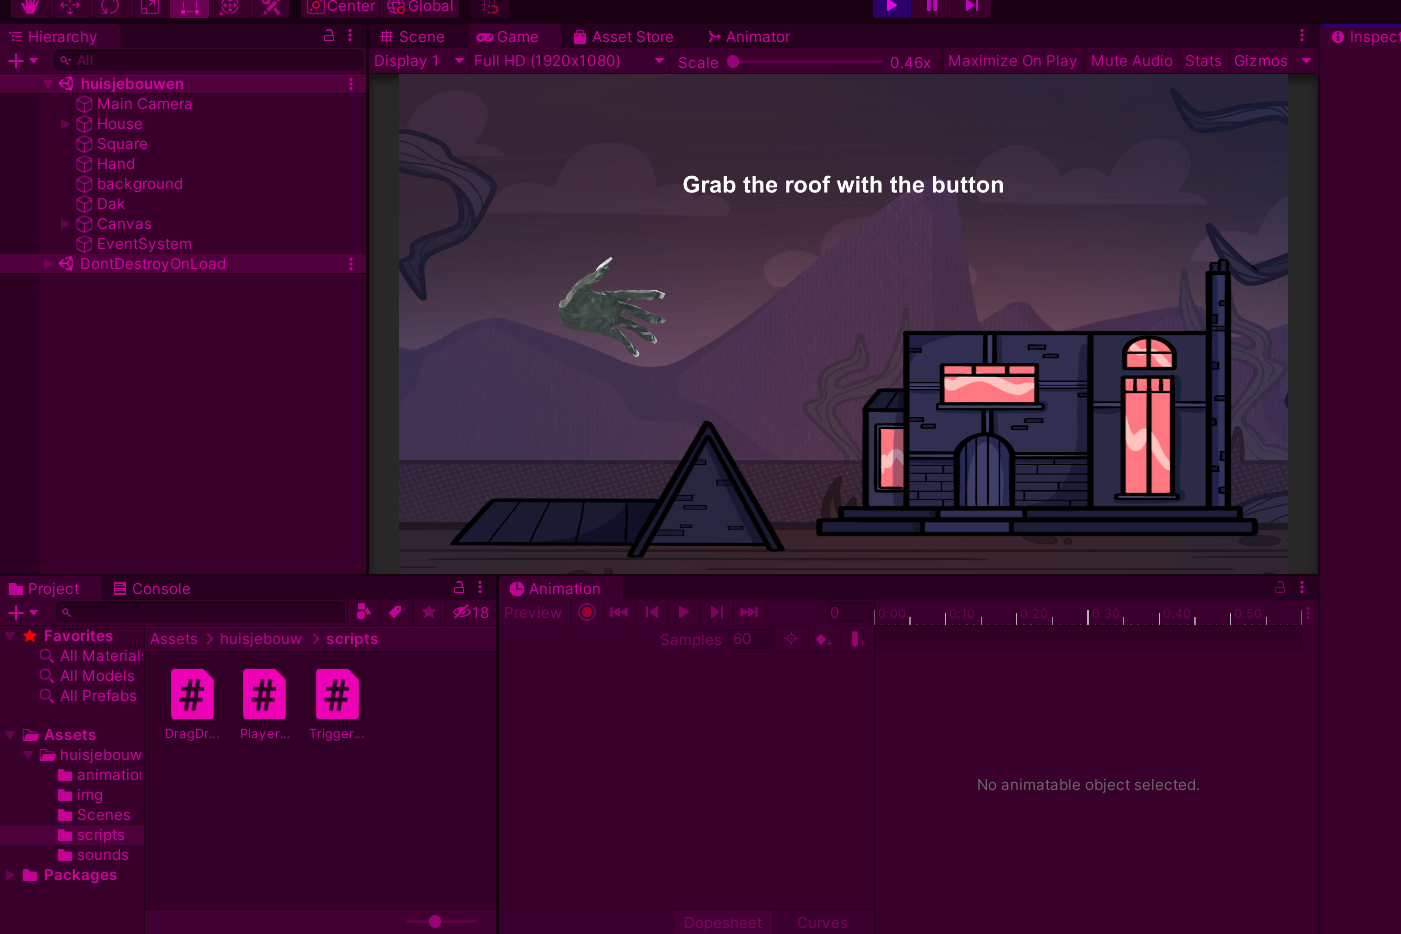 Center Global
Hierarchy
All
huisjebouwen
Main Camera
House
Square
Hand
background
Dak
Canvas
EventSystem
DontDestroyOnLoad
Scene Game Asset Store Animator
Display 1 Full HD (1920x1080) Scale 0.46x Maximize On Play Mute Audio Stats Gizmos
Grab the roof with the button
Inspect
Project Console
18
Favorites
All Materials
All Models
All Prefabs
Assets
huisjebouw
animation
img
Scenes
scripts
sounds
Packages
Assets > huisjebouw > scripts
# # #
DragDr... Player... Trigger...
Animation
Preview 0 0:00 0:10 0:20 0:30 0:40 0:50
Samples 60
No animatable object selected.
Dopesheet Curves